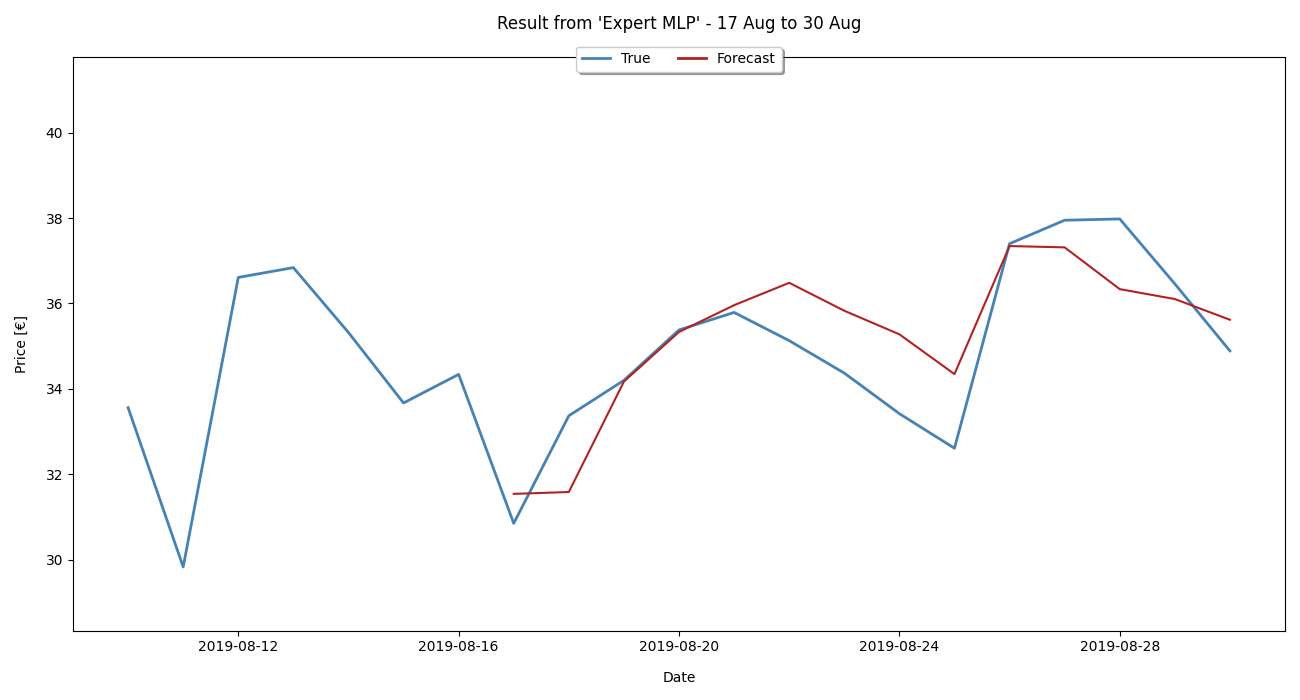 Result from 'Expert MLP' - 17 Aug to 30 Aug
True Forecast
40
38
36
34
32
30
Price [€]
2019-08-12 2019-08-16 2019-08-20 2019-08-24 2019-08-28
Date